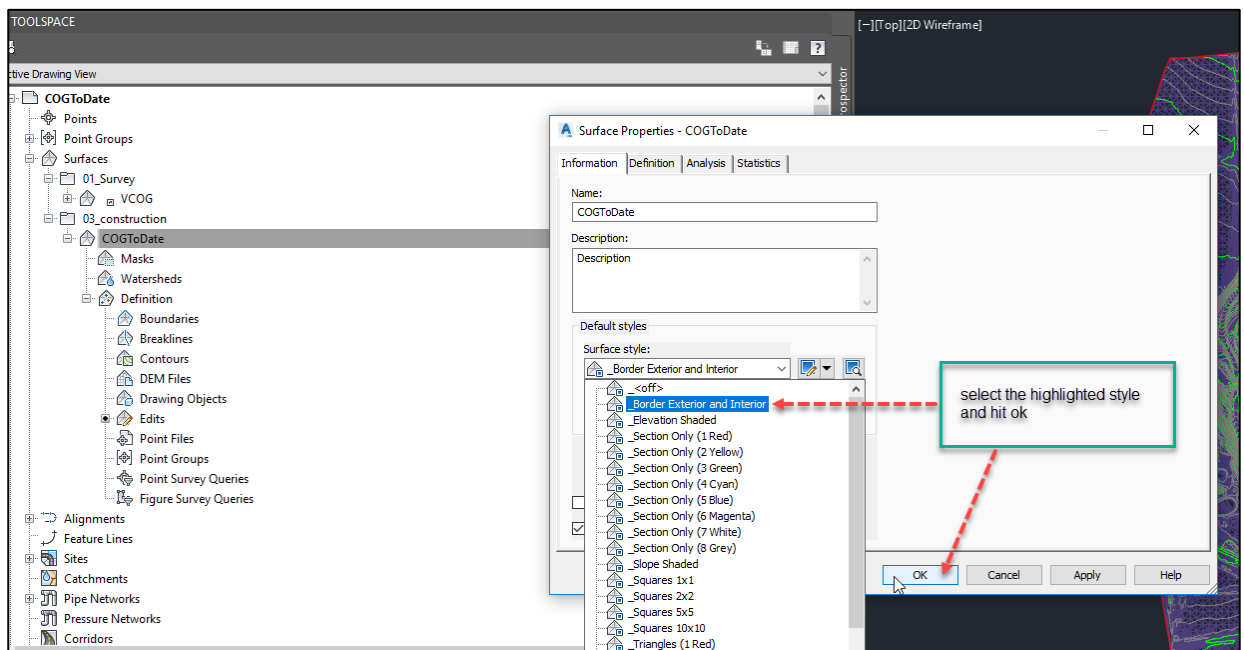 TOOLSPACE
[−][Top][2D Wireframe]
ctive Drawing View
COGToDate
Points
Point Groups
Surfaces
01_Survey
VCOG
03_construction
COGToDate
Masks
Watersheds
Definition
Boundaries
Breaklines
Contours
DEM Files
Drawing Objects
Edits
Point Files
Point Groups
Point Survey Queries
Figure Survey Queries
Alignments
Feature Lines
Sites
Catchments
Pipe Networks
Pressure Networks
Corridors
ospector
Surface Properties - COGToDate
Information Definition Analysis Statistics
Name:
COGToDate
Description:
Description
Default styles
Surface style:
_Border Exterior and Interior
_<off>
_Border Exterior and Interior
_Elevation Shaded
_Section Only (1 Red)
_Section Only (2 Yellow)
_Section Only (3 Green)
_Section Only (4 Cyan)
_Section Only (5 Blue)
_Section Only (6 Magenta)
_Section Only (7 White)
_Section Only (8 Grey)
_Slope Shaded
_Squares 1x1
_Squares 2x2
_Squares 5x5
_Squares 10x10
_Triangles (1 Red)
select the highlighted style
and hit ok
OK Cancel Apply Help